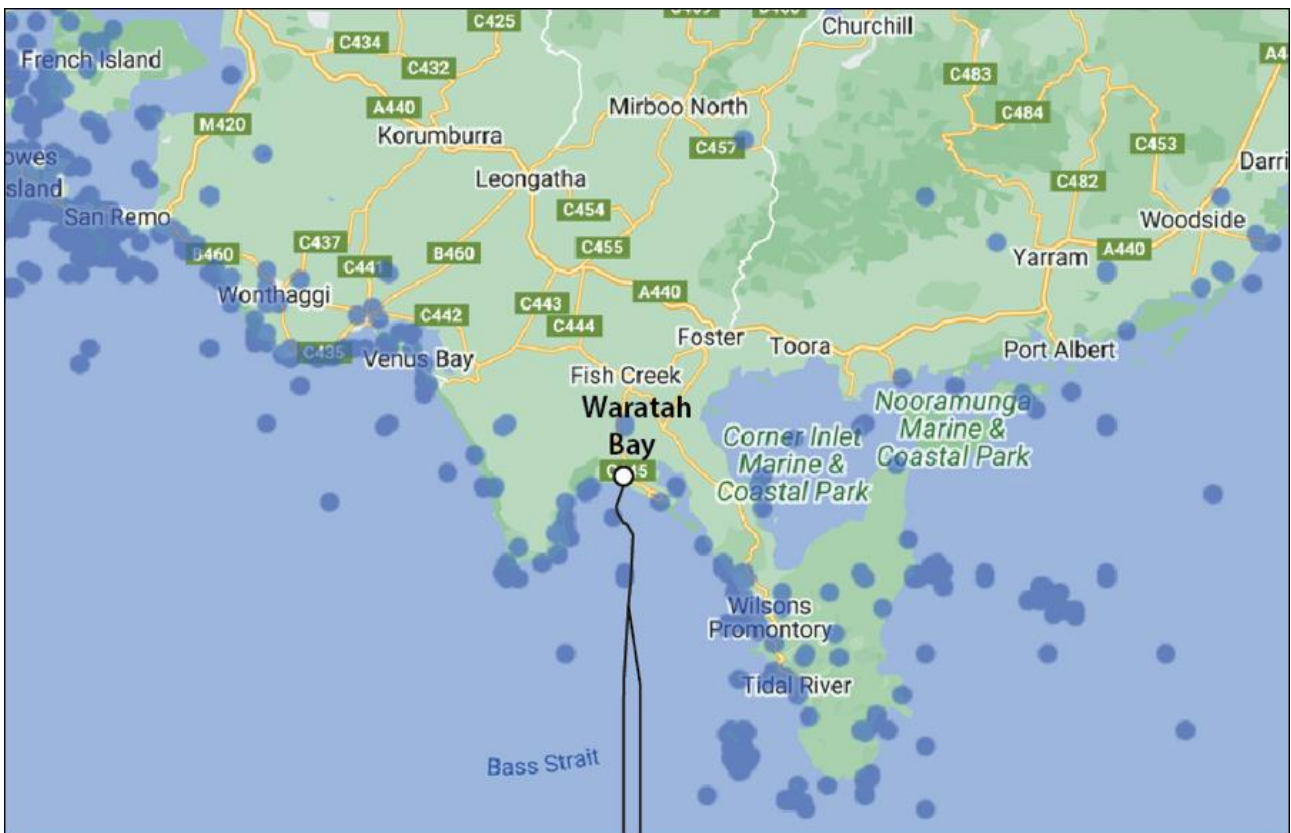 C425
Churchill
C434
French Island
C432
C483
A440
Mirboo North
C484
M420
Korumburra
C457
C453
Leongatha
C482
San Remo
C454
Woodside
C437
C455
B460
B460
Yarram
A440
C441
Wonthaggi
A440
C443
C442
C444
Foster
Toora
Port Albert
C435
Venus Bay
Fish Creek
Waratah
Bay
Nooramunga
Marine &
Coastal Park
Corner Inlet
Marine &
Coastal Park
Wilsons
Promontory
Tidal River
Bass Strait